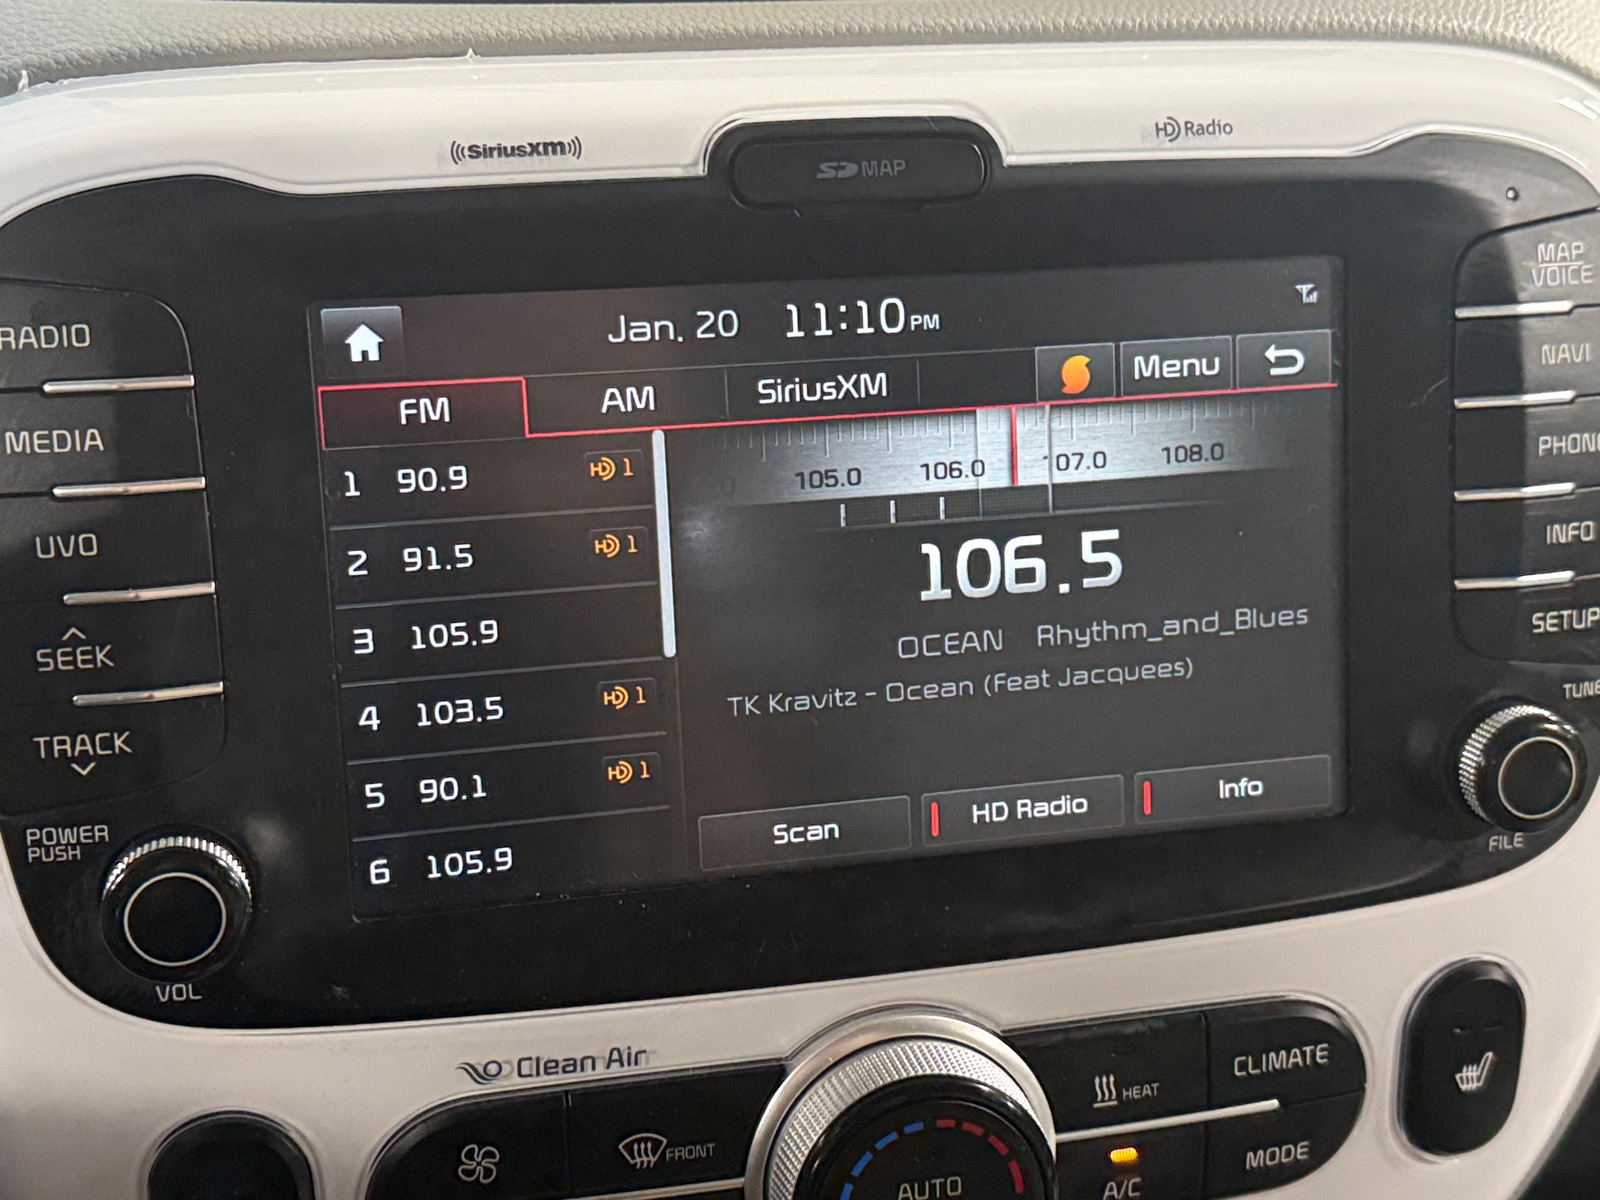 SiriusXM
SD MAP
HD Radio
RADIO
MEDIA
UVO
SEEK
TRACK
POWER
PUSH
VOL
Jan. 20 11:10 PM
FM AM SiriusXM Menu
1 90.9 HD 1
2 91.5 HD 1
3 105.9
4 103.5 HD 1
5 90.1 HD 1
6 105.9
105.0 106.0 07.0 108.0
106.5
OCEAN Rhythm_and_Blues
TK Kravitz - Ocean (Feat Jacquees)
Scan HD Radio Info
MAP
VOICE
NAVI
PHON
INFO
SETUP
TUNE
FILE
Clean Air
FRONT
AUTO
HEAT
CLIMATE
A/C
MODE